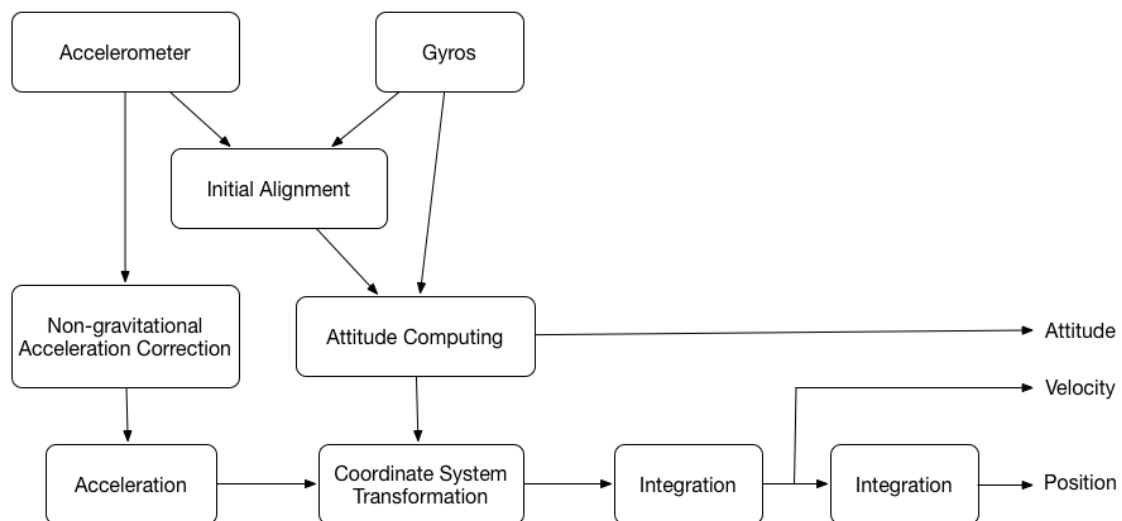 Accelerometer
Gyros
Initial Alignment
Non-gravitational
Acceleration Correction
Attitude Computing
Attitude
Velocity
Acceleration
Coordinate System
Transformation
Integration
Integration
Position